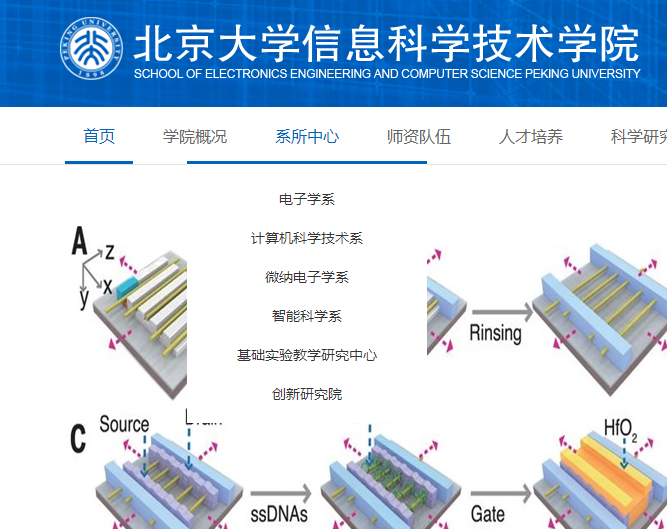 北京大学信息科学技术学院
SCHOOL OF ELECTRONICS ENGINEERING AND COMPUTER SCIENCE PEKING UNIVERSITY
PEKING UNIVERSITY
1898
首页 学院概况 系所中心 师资队伍 人才培养 科学研究
电子学系
计算机科学技术系
微纳电子学系
智能科学系
基础实验教学研究中心
创新研究院
A
z
x
y
Rinsing
C
Source
Drain
HfO₂
ssDNAs
Gate